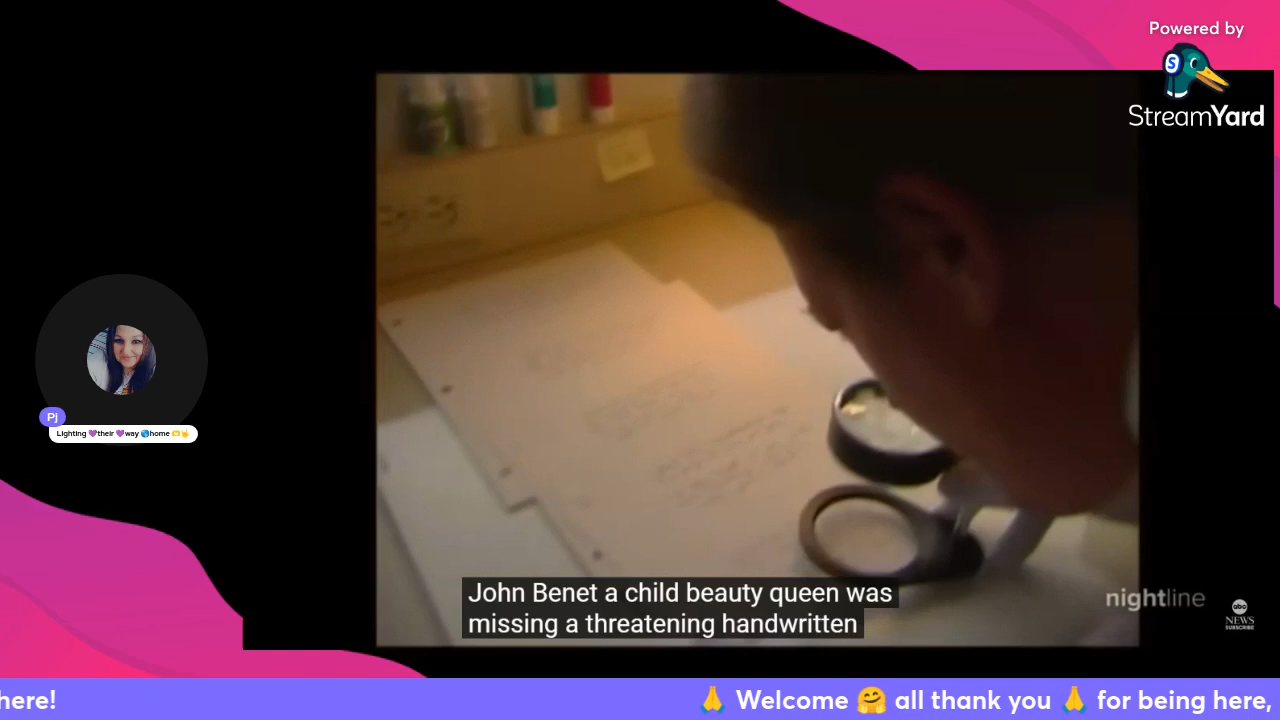 Powered by
StreamYard
Pj
Lighting 💜their 💜way 🌎home 🫶🤟
John Benet a child beauty queen was
missing a threatening handwritten
nightline
abc
NEWS
SUBSCRIBE
here!
🙏 Welcome 🤗 all thank you 🙏 for being here,